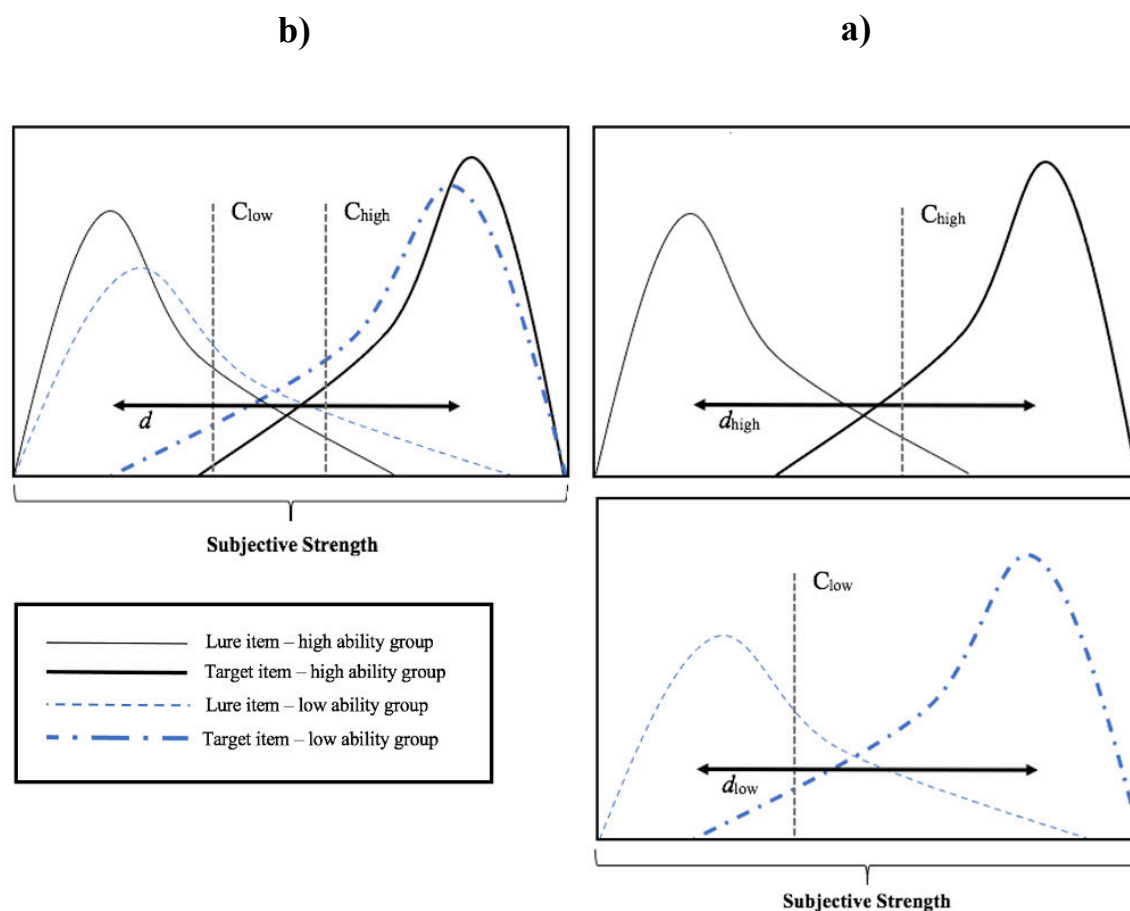 b)
a)
Clow
Chigh
d
Subjective Strength
Lure item – high ability group
Target item – high ability group
Lure item – low ability group
Target item – low ability group
Chigh
dhigh
Clow
dlow
Subjective Strength